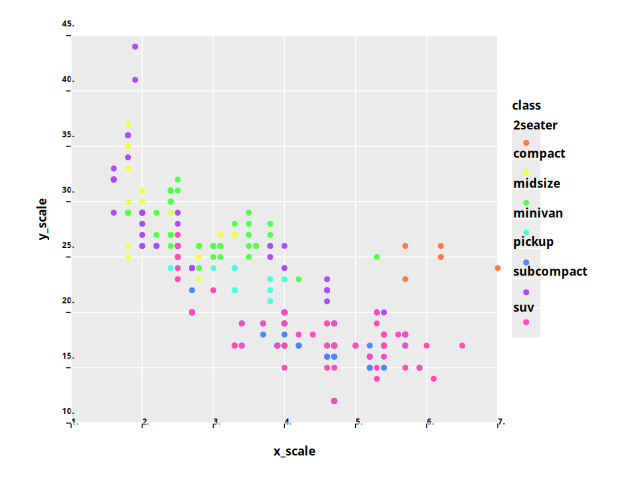 45.
40.
35.
30.
25.
20.
15.
10.
y_scale
1.
2.
3.
4.
5.
6.
7.
x_scale
class
2seater
compact
midsize
minivan
pickup
subcompact
suv